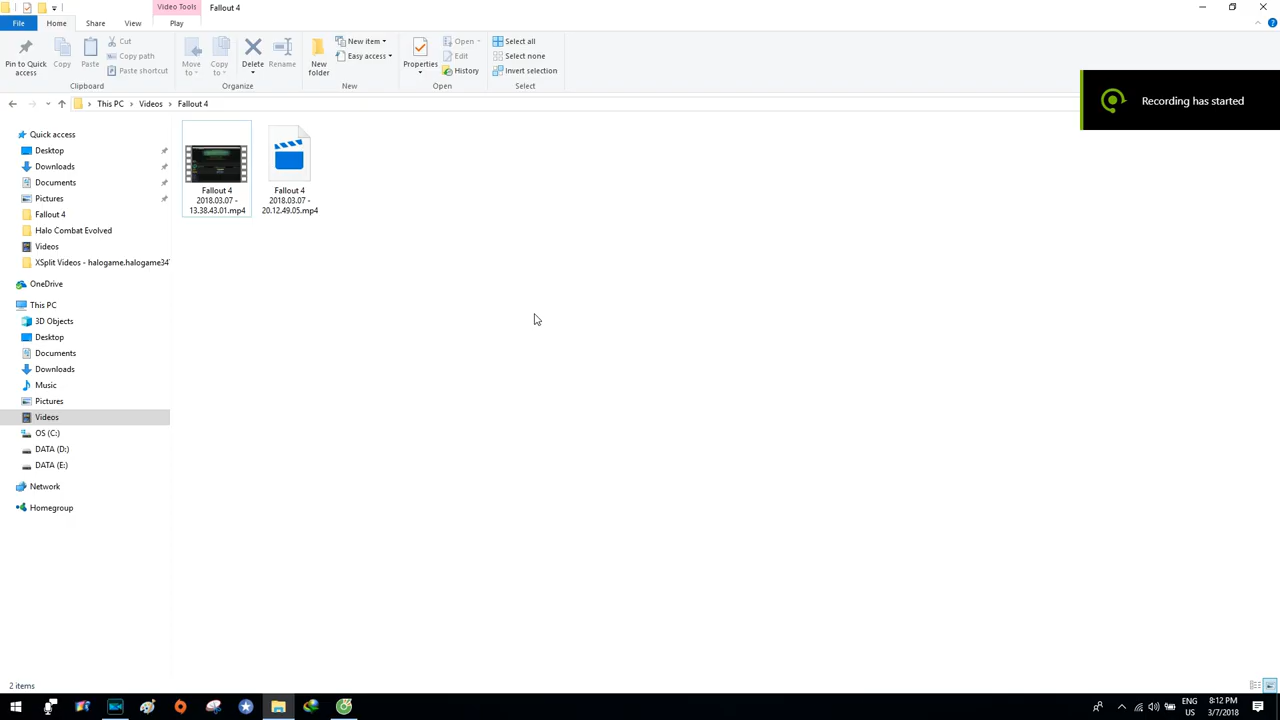 Video Tools
Fallout 4
File
Home
Share
View
Play
Pin to Quick access
Copy
Paste
Cut
Copy path
Paste shortcut
Clipboard
Move to
Copy to
Delete
Rename
Organize
New folder
New item
Easy access
New
Properties
Open
Edit
History
Open
Select all
Select none
Invert selection
Select
This PC > Videos > Fallout 4
Recording has started
Quick access
Desktop
Downloads
Documents
Pictures
Fallout 4
Halo Combat Evolved
Videos
XSplit Videos - halogame.halogame34
OneDrive
This PC
3D Objects
Desktop
Documents
Downloads
Music
Pictures
Videos
OS (C:)
DATA (D:)
DATA (E:)
Network
Homegroup
Fallout 4
2018.03.07 -
13.38.43.01.mp4
Fallout 4
2018.03.07 -
20.12.49.05.mp4
2 items
ENG
US
8:12 PM
3/7/2018